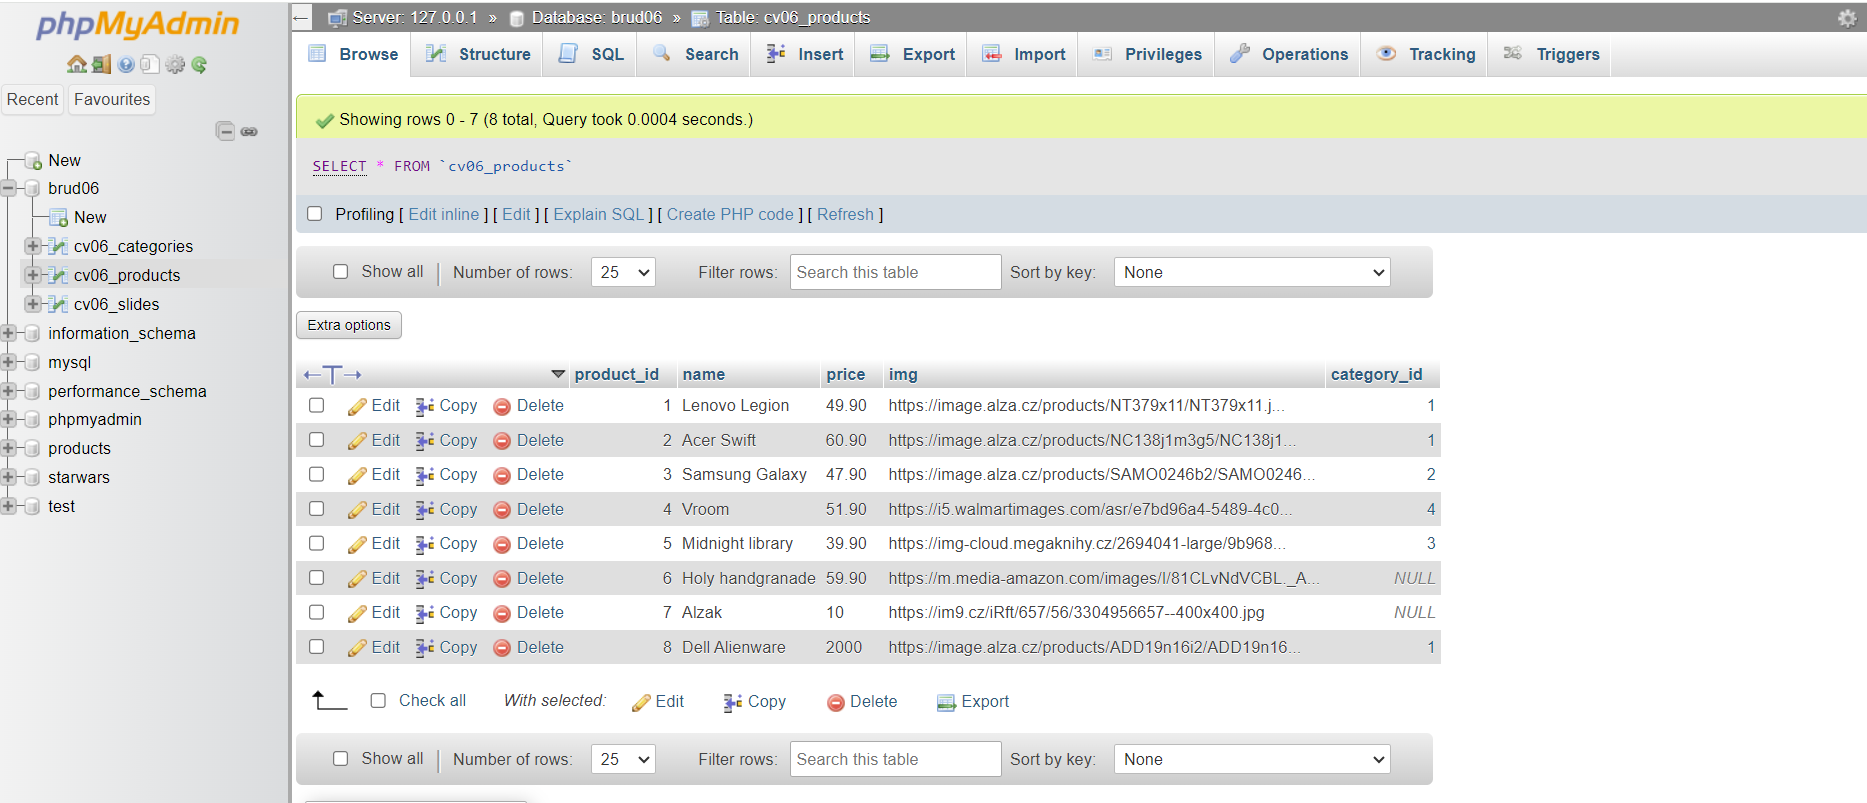 phpMyAdmin
Recent Favourites
New
brud06
New
cv06_categories
cv06_products
cv06_slides
information_schema
mysql
performance_schema
phpmyadmin
products
starwars
test
Server: 127.0.0.1 » Database: brud06 » Table: cv06_products
Browse Structure SQL Search Insert Export Import Privileges Operations Tracking Triggers
Showing rows 0 - 7 (8 total, Query took 0.0004 seconds.)
SELECT * FROM `cv06_products`
Profiling [ Edit inline ] [ Edit ] [ Explain SQL ] [ Create PHP code ] [ Refresh ]
Show all Number of rows: 25 Filter rows: Search this table Sort by key: None
Extra options
product_id name price img category_id
Edit Copy Delete 1 Lenovo Legion 49.90 https://image.alza.cz/products/NT379x11/NT379x11.j... 1
Edit Copy Delete 2 Acer Swift 60.90 https://image.alza.cz/products/NC138j1m3g5/NC138j1... 1
Edit Copy Delete 3 Samsung Galaxy 47.90 https://image.alza.cz/products/SAMO0246b2/SAMO0246... 2
Edit Copy Delete 4 Vroom 51.90 https://i5.walmartimages.com/asr/e7bd96a4-5489-4c0... 4
Edit Copy Delete 5 Midnight library 39.90 https://img-cloud.megaknihy.cz/2694041-large/9b968... 3
Edit Copy Delete 6 Holy handgranade 59.90 https://m.media-amazon.com/images/I/81CLvNdVCBL._A... NULL
Edit Copy Delete 7 Alzak 10 https://im9.cz/iRft/657/56/3304956657--400x400.jpg NULL
Edit Copy Delete 8 Dell Alienware 2000 https://image.alza.cz/products/ADD19n16i2/ADD19n16... 1
Check all With selected: Edit Copy Delete Export
Show all Number of rows: 25 Filter rows: Search this table Sort by key: None